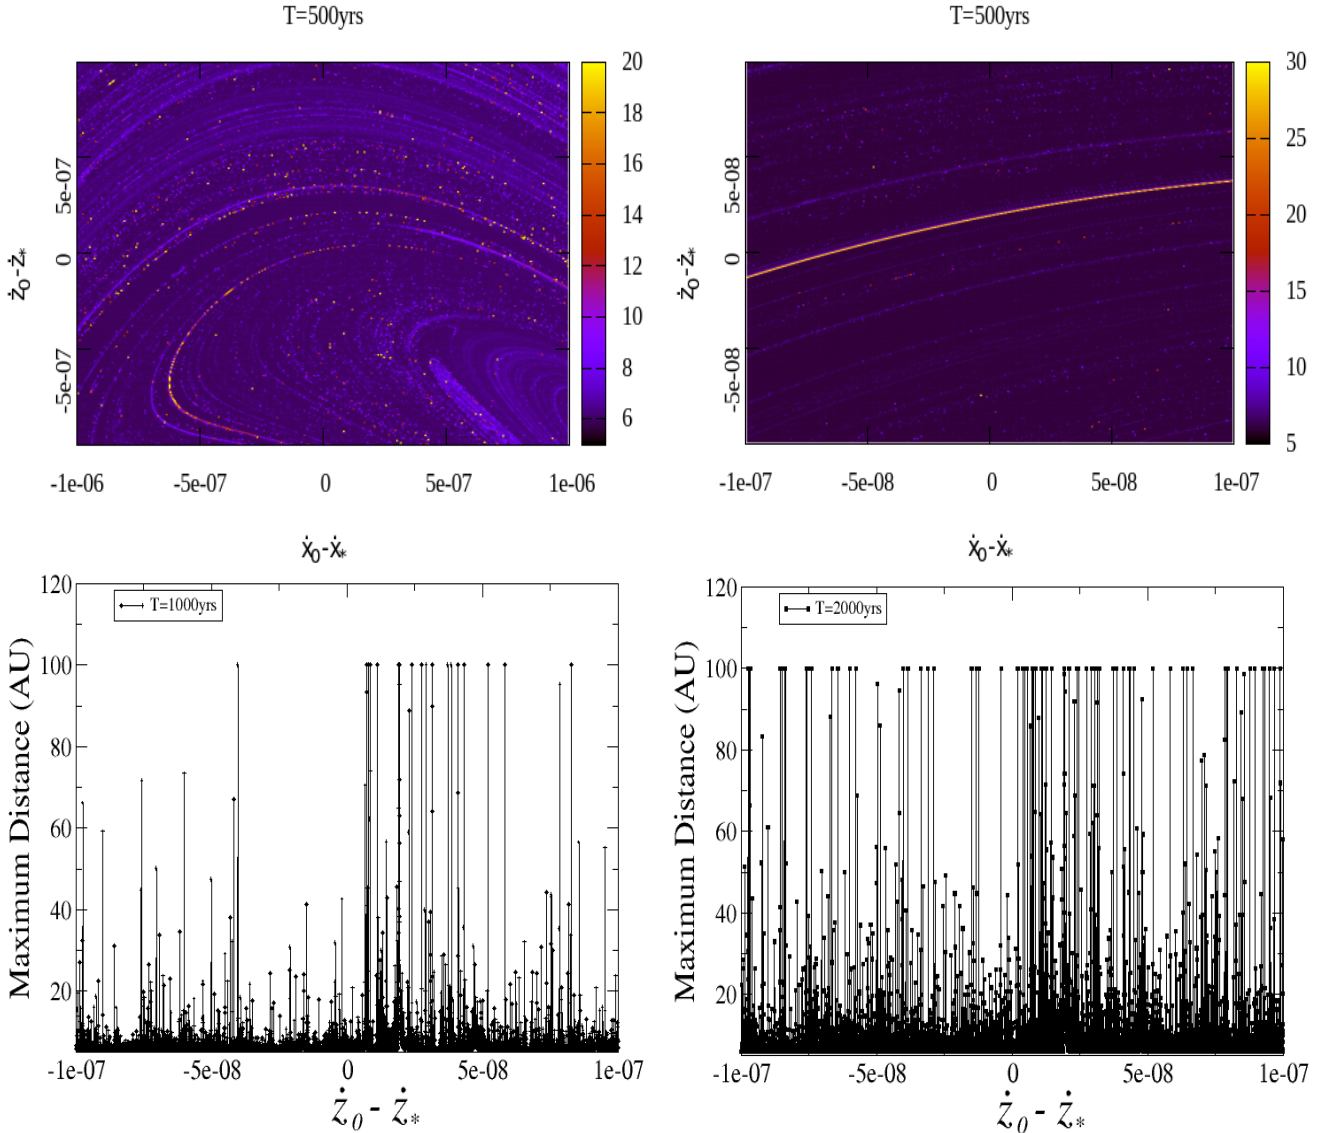 T=500yrs
20
18
16
14
12
10
8
6
5e-07
0
-5e-07
ż0-ż*
-1e-06 -5e-07 0 5e-07 1e-06
ẋ0-ẋ*
T=500yrs
30
25
20
15
10
5
5e-08
0
-5e-08
ż0-ż*
-1e-07 -5e-08 0 5e-08 1e-07
ẋ0-ẋ*
120
100
80
60
40
20
Maximum Distance (AU)
T=1000yrs
-1e-07 -5e-08 0 5e-08 1e-07
ż0 - ż*
120
100
80
60
40
20
Maximum Distance (AU)
T=2000yrs
-1e-07 -5e-08 0 5e-08 1e-07
ż0 - ż*